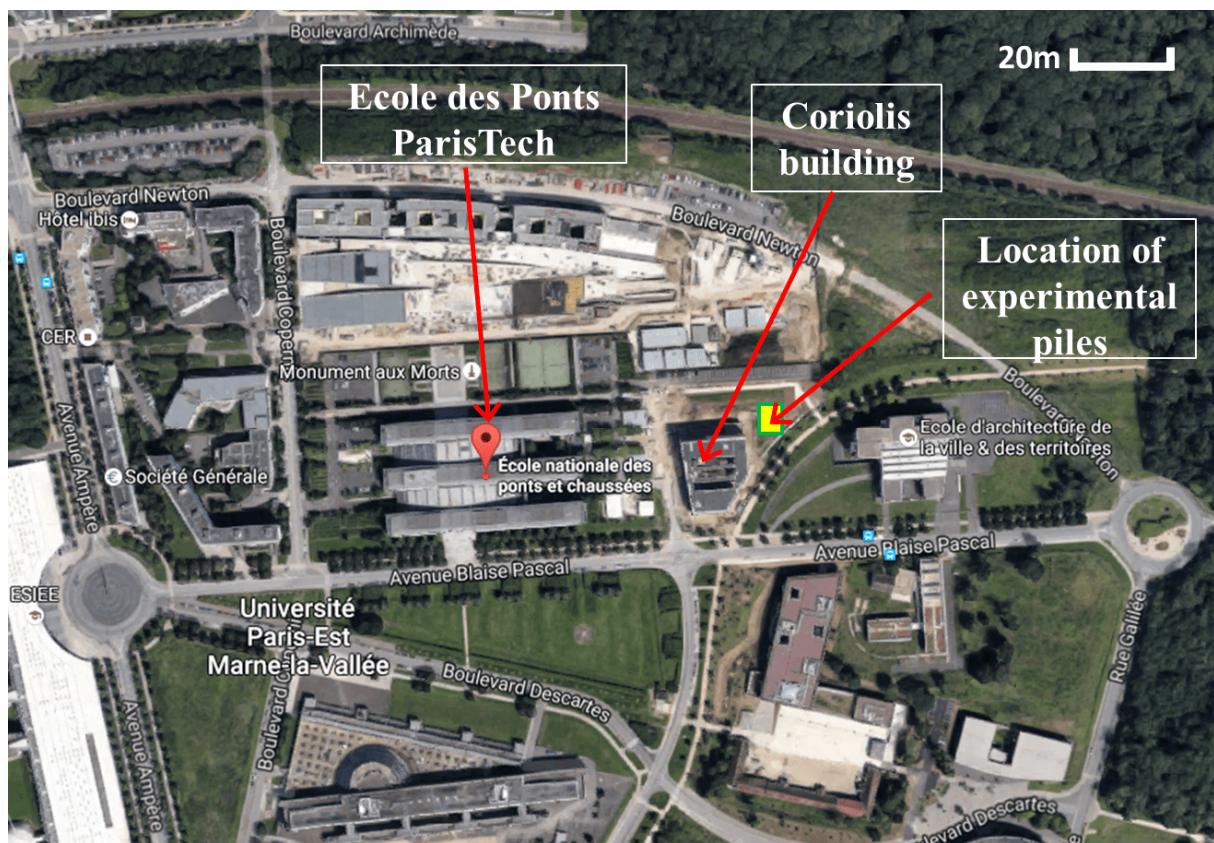 Boulevard Archimède
20m
Ecole des Ponts
ParisTech
Coriolis
building
Boulevard Newton
Hôtel ibis
Boulevard Newton
Location of
experimental
piles
Boulevard Copern
CER
Monument aux Morts
Boulevard Newton
Avenue Ampère
Ecole d'architecture de
la ville & des territoires
Société Générale
École nationale des
ponts et chaussées
Avenue Blaise Pascal
Avenue Blaise Pascal
ESIEE
Université
Paris-Est
Marne-la-Vallée
Rue Galilée
Boulevard Descartes
Boulevard
Avenue Ampère
oulevard Descartes